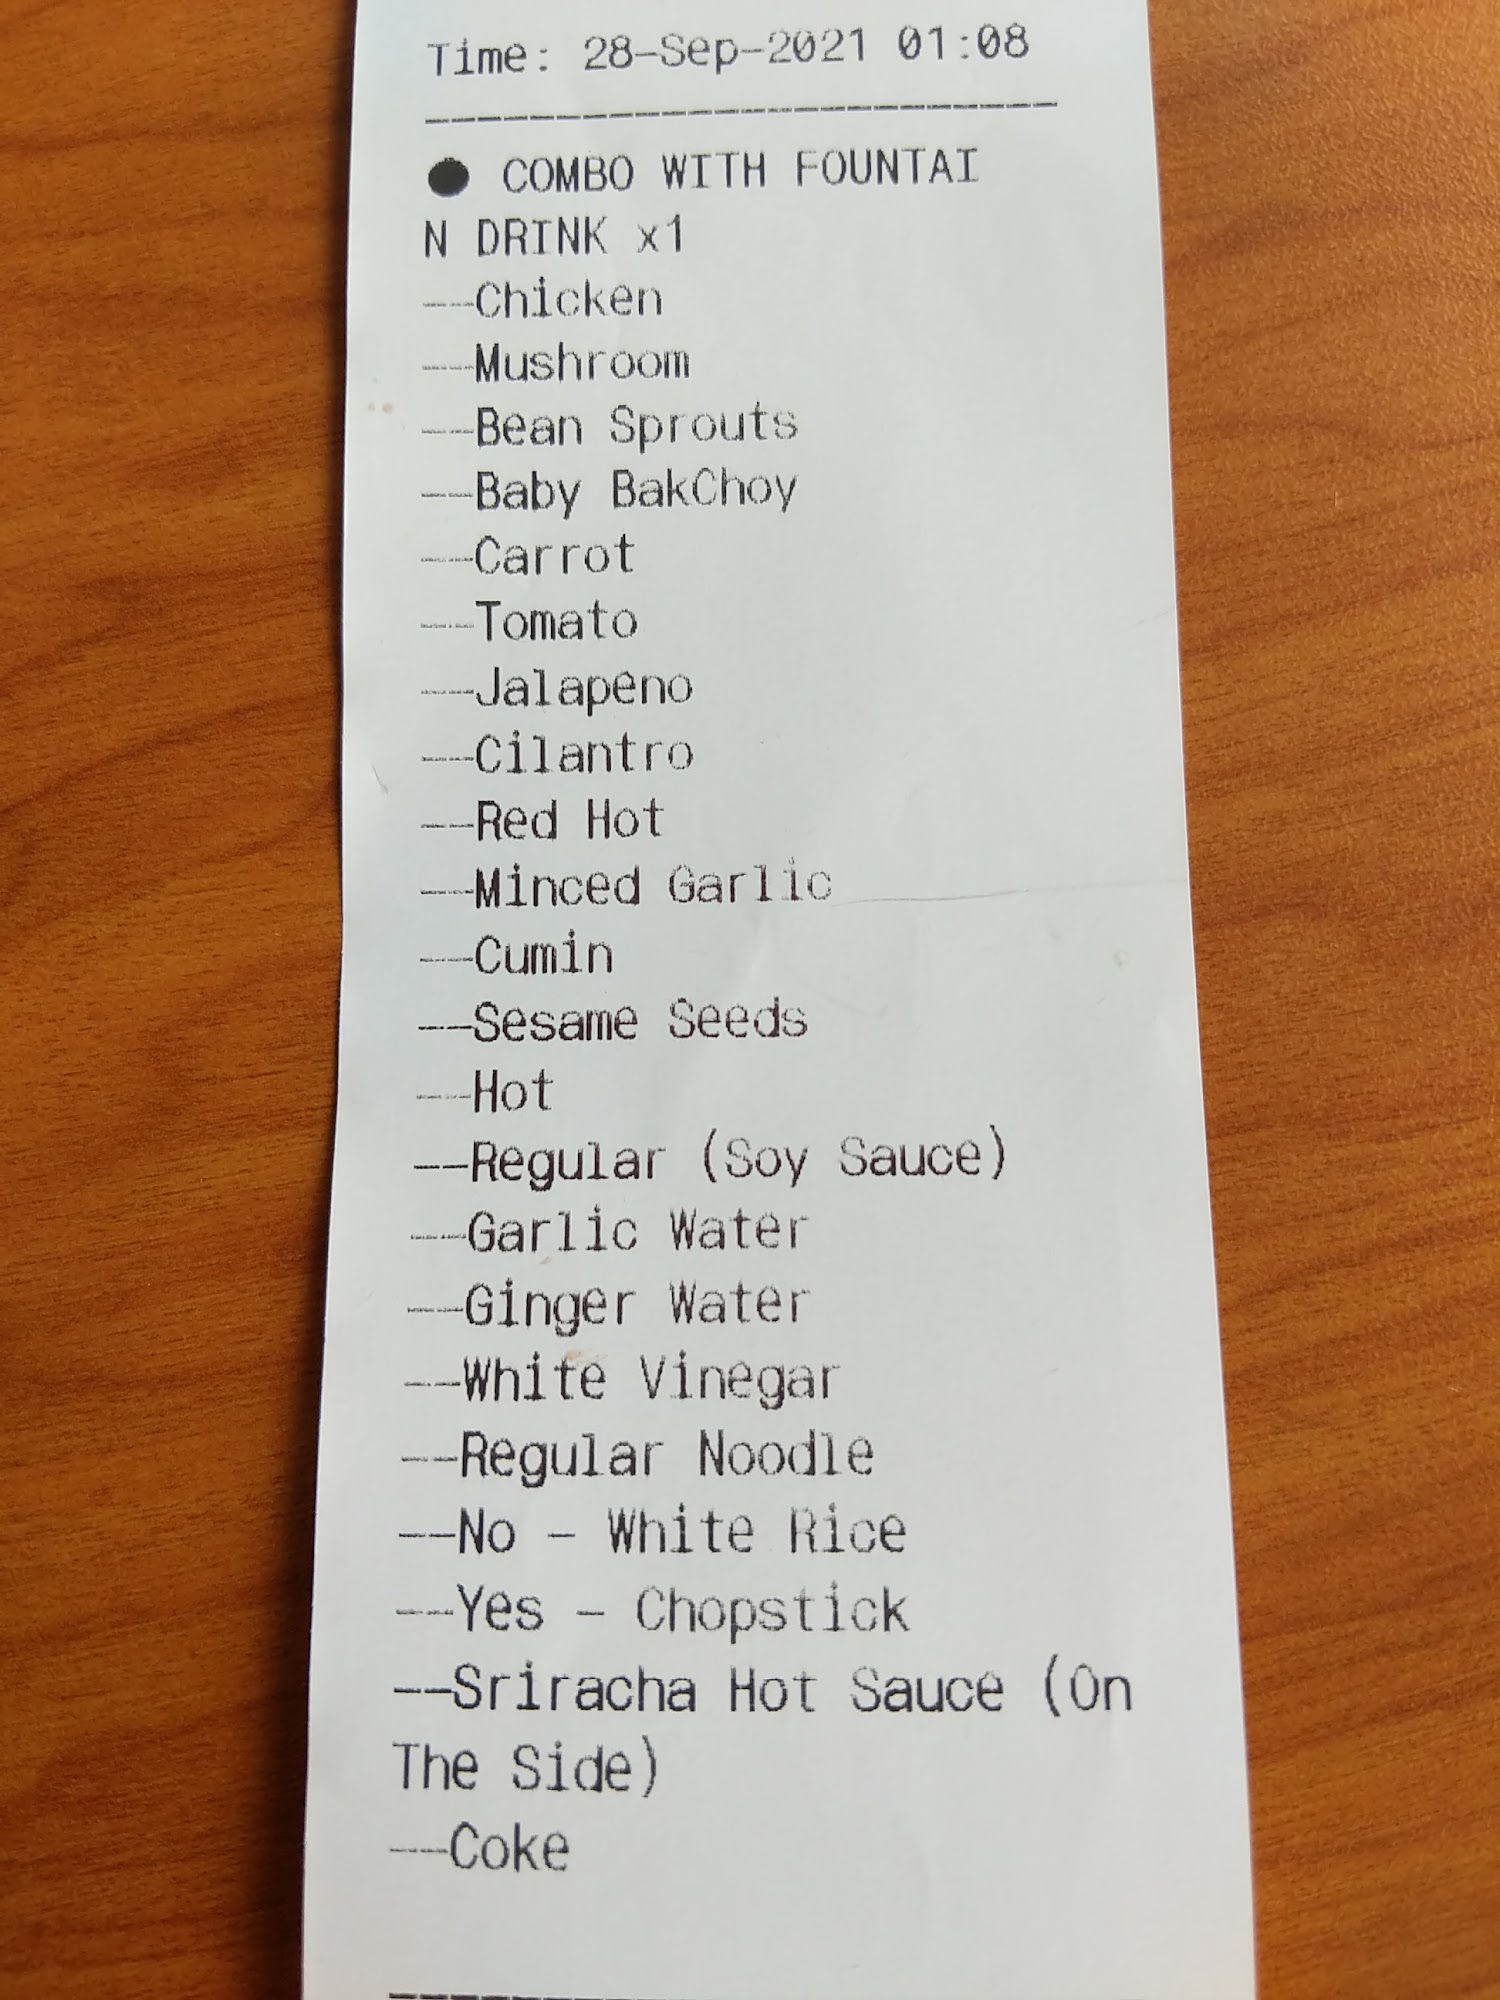 Time: 28-Sep-2021 01:08
--------------------------
● COMBO WITH FOUNTAI
N DRINK x1
--Chicken
--Mushroom
--Bean Sprouts
--Baby BakChoy
--Carrot
--Tomato
--Jalapeno
--Cilantro
--Red Hot
--Minced Garlic
--Cumin
--Sesame Seeds
--Hot
--Regular (Soy Sauce)
--Garlic Water
--Ginger Water
--White Vinegar
--Regular Noodle
--No - White Rice
--Yes - Chopstick
--Sriracha Hot Sauce (On
The Side)
--Coke